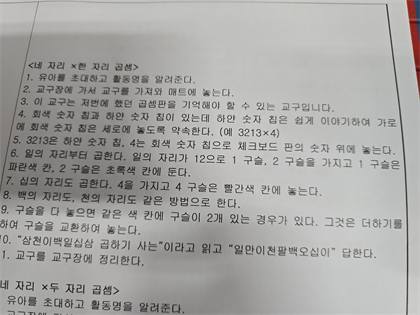 <네 자리 ×한 자리 곱셈>
1. 유아를 초대하고 활동명을 알려준다.
2. 교구장에 가서 교구를 가져와 매트에 놓는다.
3. 이 교구는 저번에 했던 곱셈판을 기억해야 할 수 있는 교구입니다.
4. 회색 숫자 칩과 하얀 숫자 칩이 있는데 하얀 숫자 칩은 쉽게 이야기하여 가로
에 회색 숫자 칩은 세로에 놓도록 약속한다. (예 3213×4)
5. 3213은 하얀 숫자 칩, 4는 회색 숫자 칩으로 체크보드 판의 숫자 위에 놓는다.
6. 일의 자리부터 곱한다. 일의 자리가 12으로 1 구슬, 2 구슬을 가지고 1 구슬은
파란색 칸, 2 구슬은 초록색 칸에 둔다.
7. 십의 자리도 곱한다. 4을 가지고 4 구슬은 빨간색 칸에 놓는다.
8. 백의 자리도, 천의 자리도 같은 방법으로 한다.
9. 구슬을 다 놓으면 같은 색 칸에 구슬이 2개 있는 경우가 있다. 그것은 더하기를
하여 구슬을 교환하여 놓는다.
10. "삼천이백일십삼 곱하기 사는"이라고 읽고 "일만이천팔백오십이" 답한다.
1. 교구를 교구장에 정리한다.
네 자리 ×두 자리 곱셈>
유아를 초대하고 활동명을 알려준다.